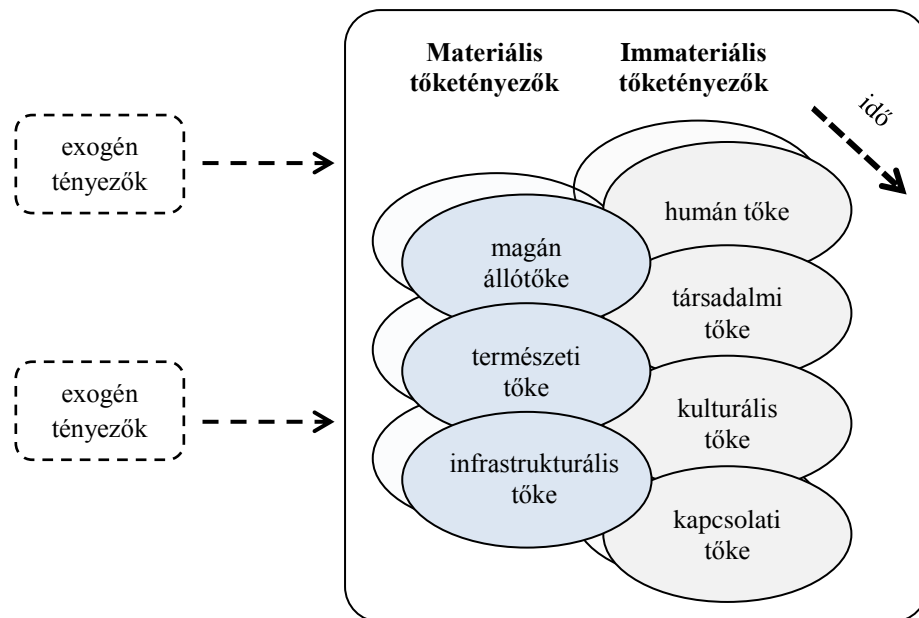 Materiális
tőketényezők
Immateriális
tőketényezők
idő
exogén
tényezők
humán tőke
magán
állótőke
társadalmi
tőke
természeti
tőke
exogén
tényezők
kulturális
tőke
infrastrukturális
tőke
kapcsolati
tőke